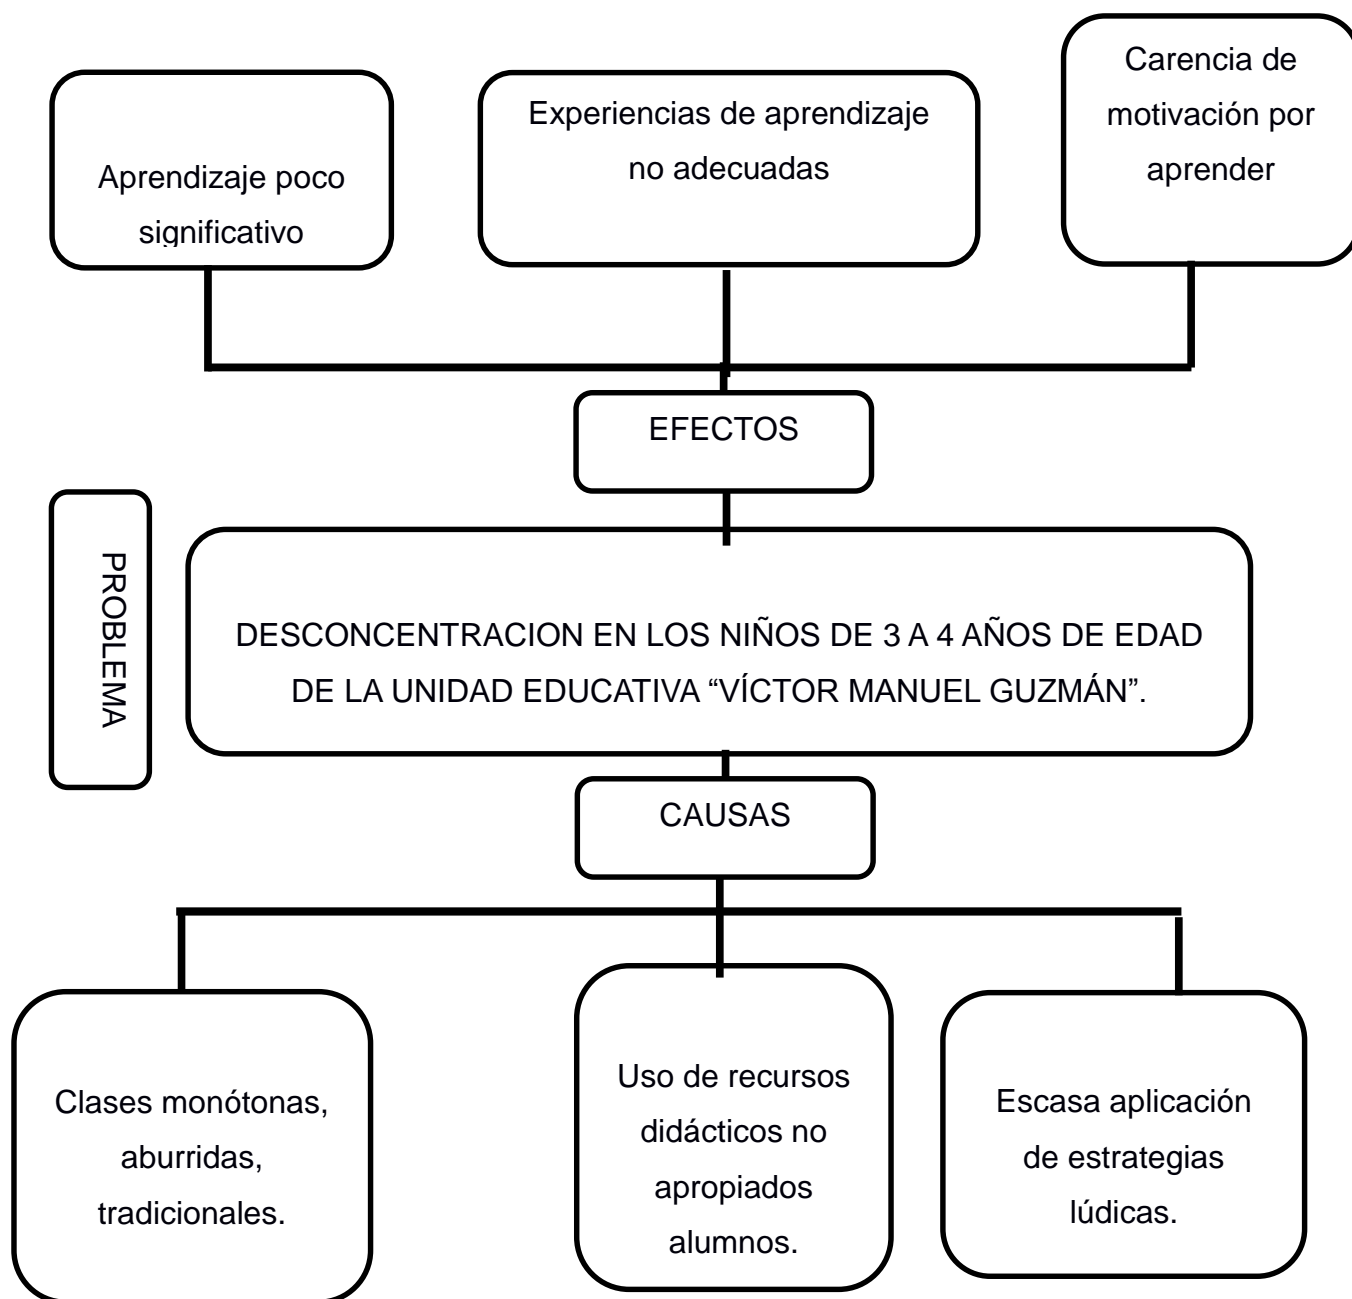 Aprendizaje poco
significativo
Experiencias de aprendizaje
no adecuadas
Carencia de
motivación por
aprender
EFECTOS
PROBLEMA
DESCONCENTRACION EN LOS NIÑOS DE 3 A 4 AÑOS DE EDAD
DE LA UNIDAD EDUCATIVA “VÍCTOR MANUEL GUZMÁN”.
CAUSAS
Clases monótonas,
aburridas,
tradicionales.
Uso de recursos
didácticos no
apropiados
alumnos.
Escasa aplicación
de estrategias
lúdicas.